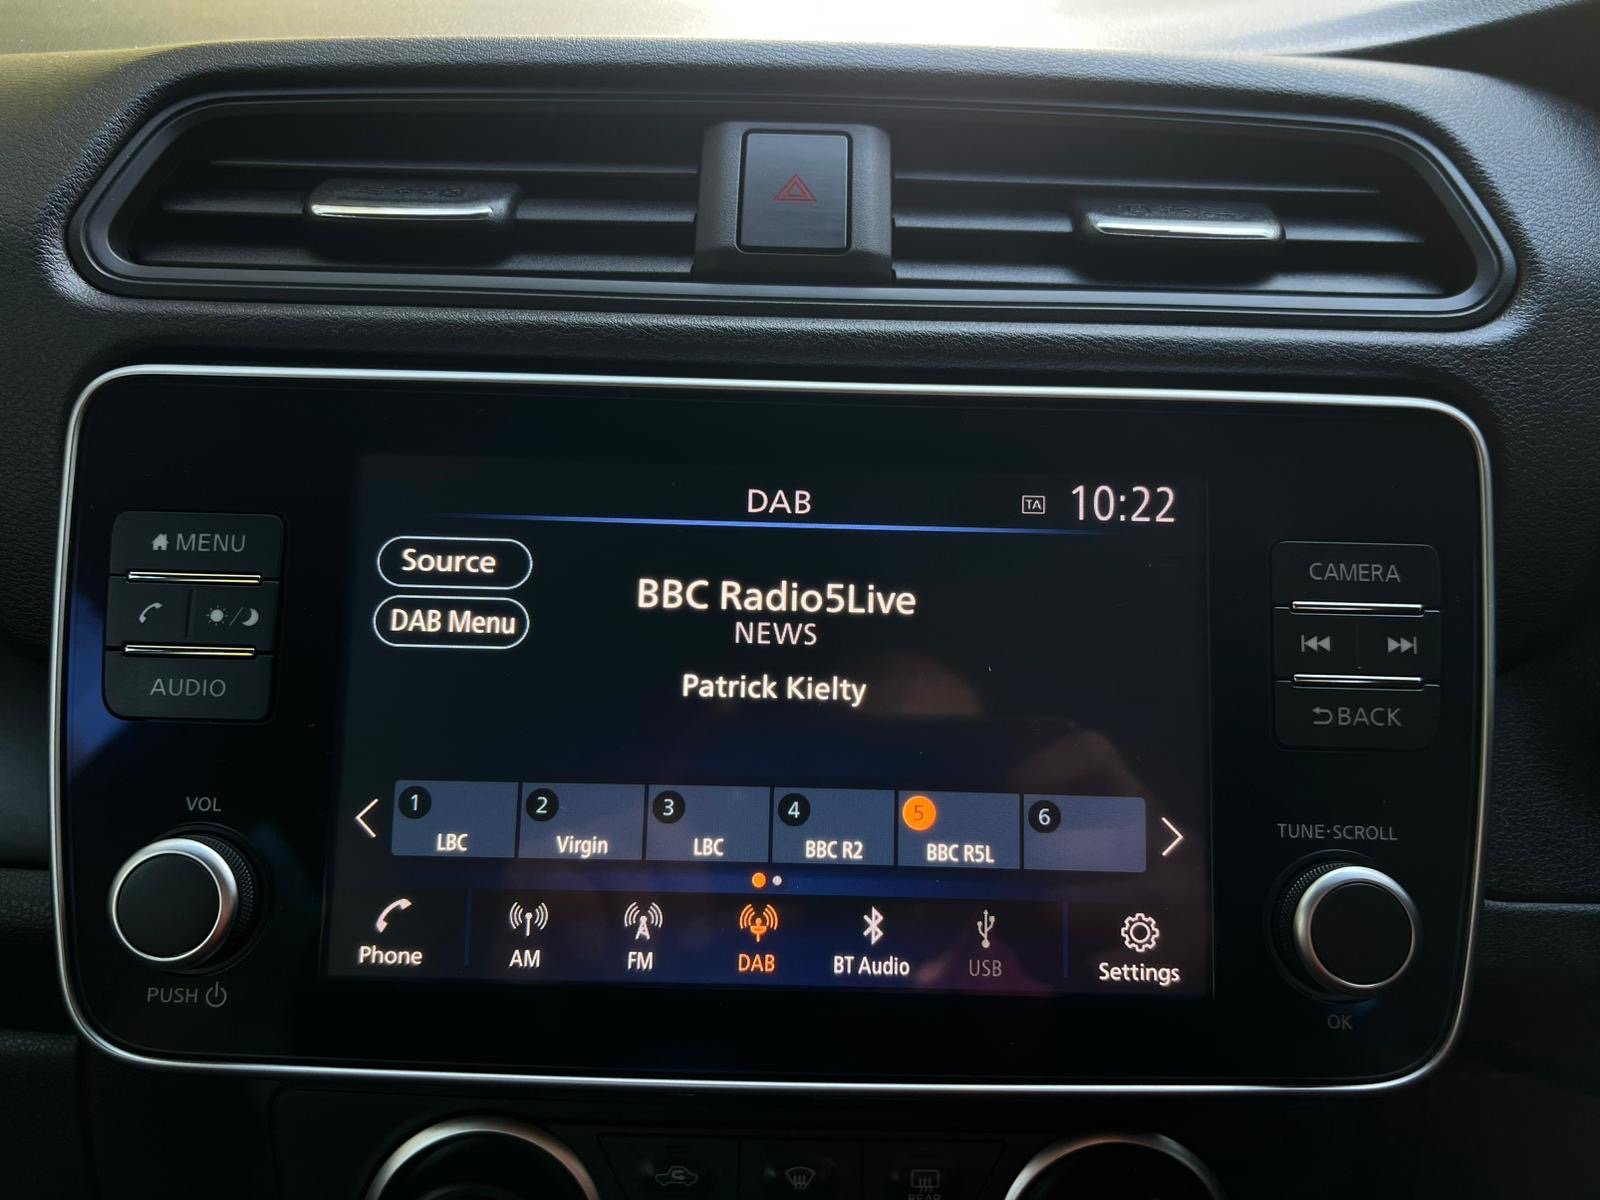 DAB
TA
10:22
MENU
Source
BBC Radio5Live
CAMERA
DAB Menu
NEWS
AUDIO
Patrick Kielty
BACK
VOL
1
2
3
4
5
6
LBC
Virgin
LBC
BBC R2
BBC R5L
TUNE·SCROLL
Phone
AM
FM
DAB
BT Audio
USB
Settings
PUSH
OK
REAR